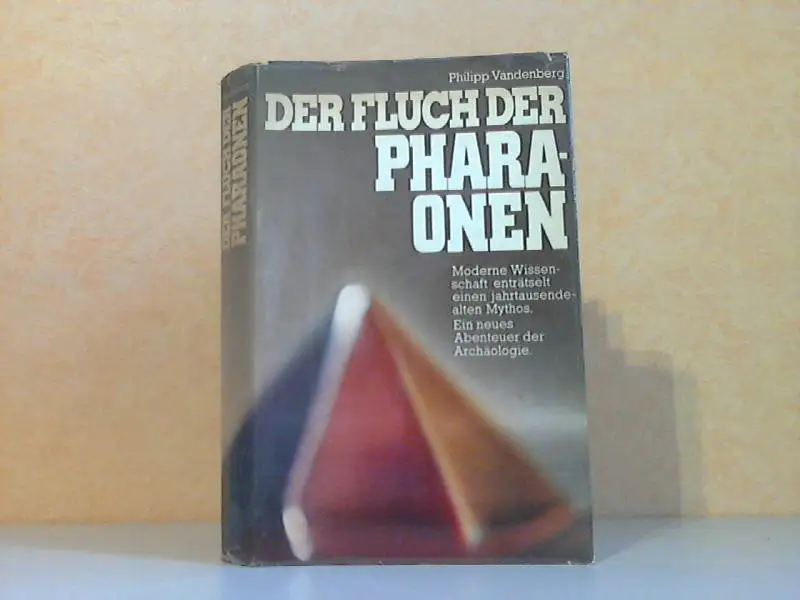 Philipp Vandenberg
DER FLUCH DER
PHARA-
ONEN
Moderne Wissen-
schaft enträtselt
einen jahrtausende-
alten Mythos.
Ein neues
Abenteuer der
Archäologie.
DER FLUCH DER
PHARAONEN